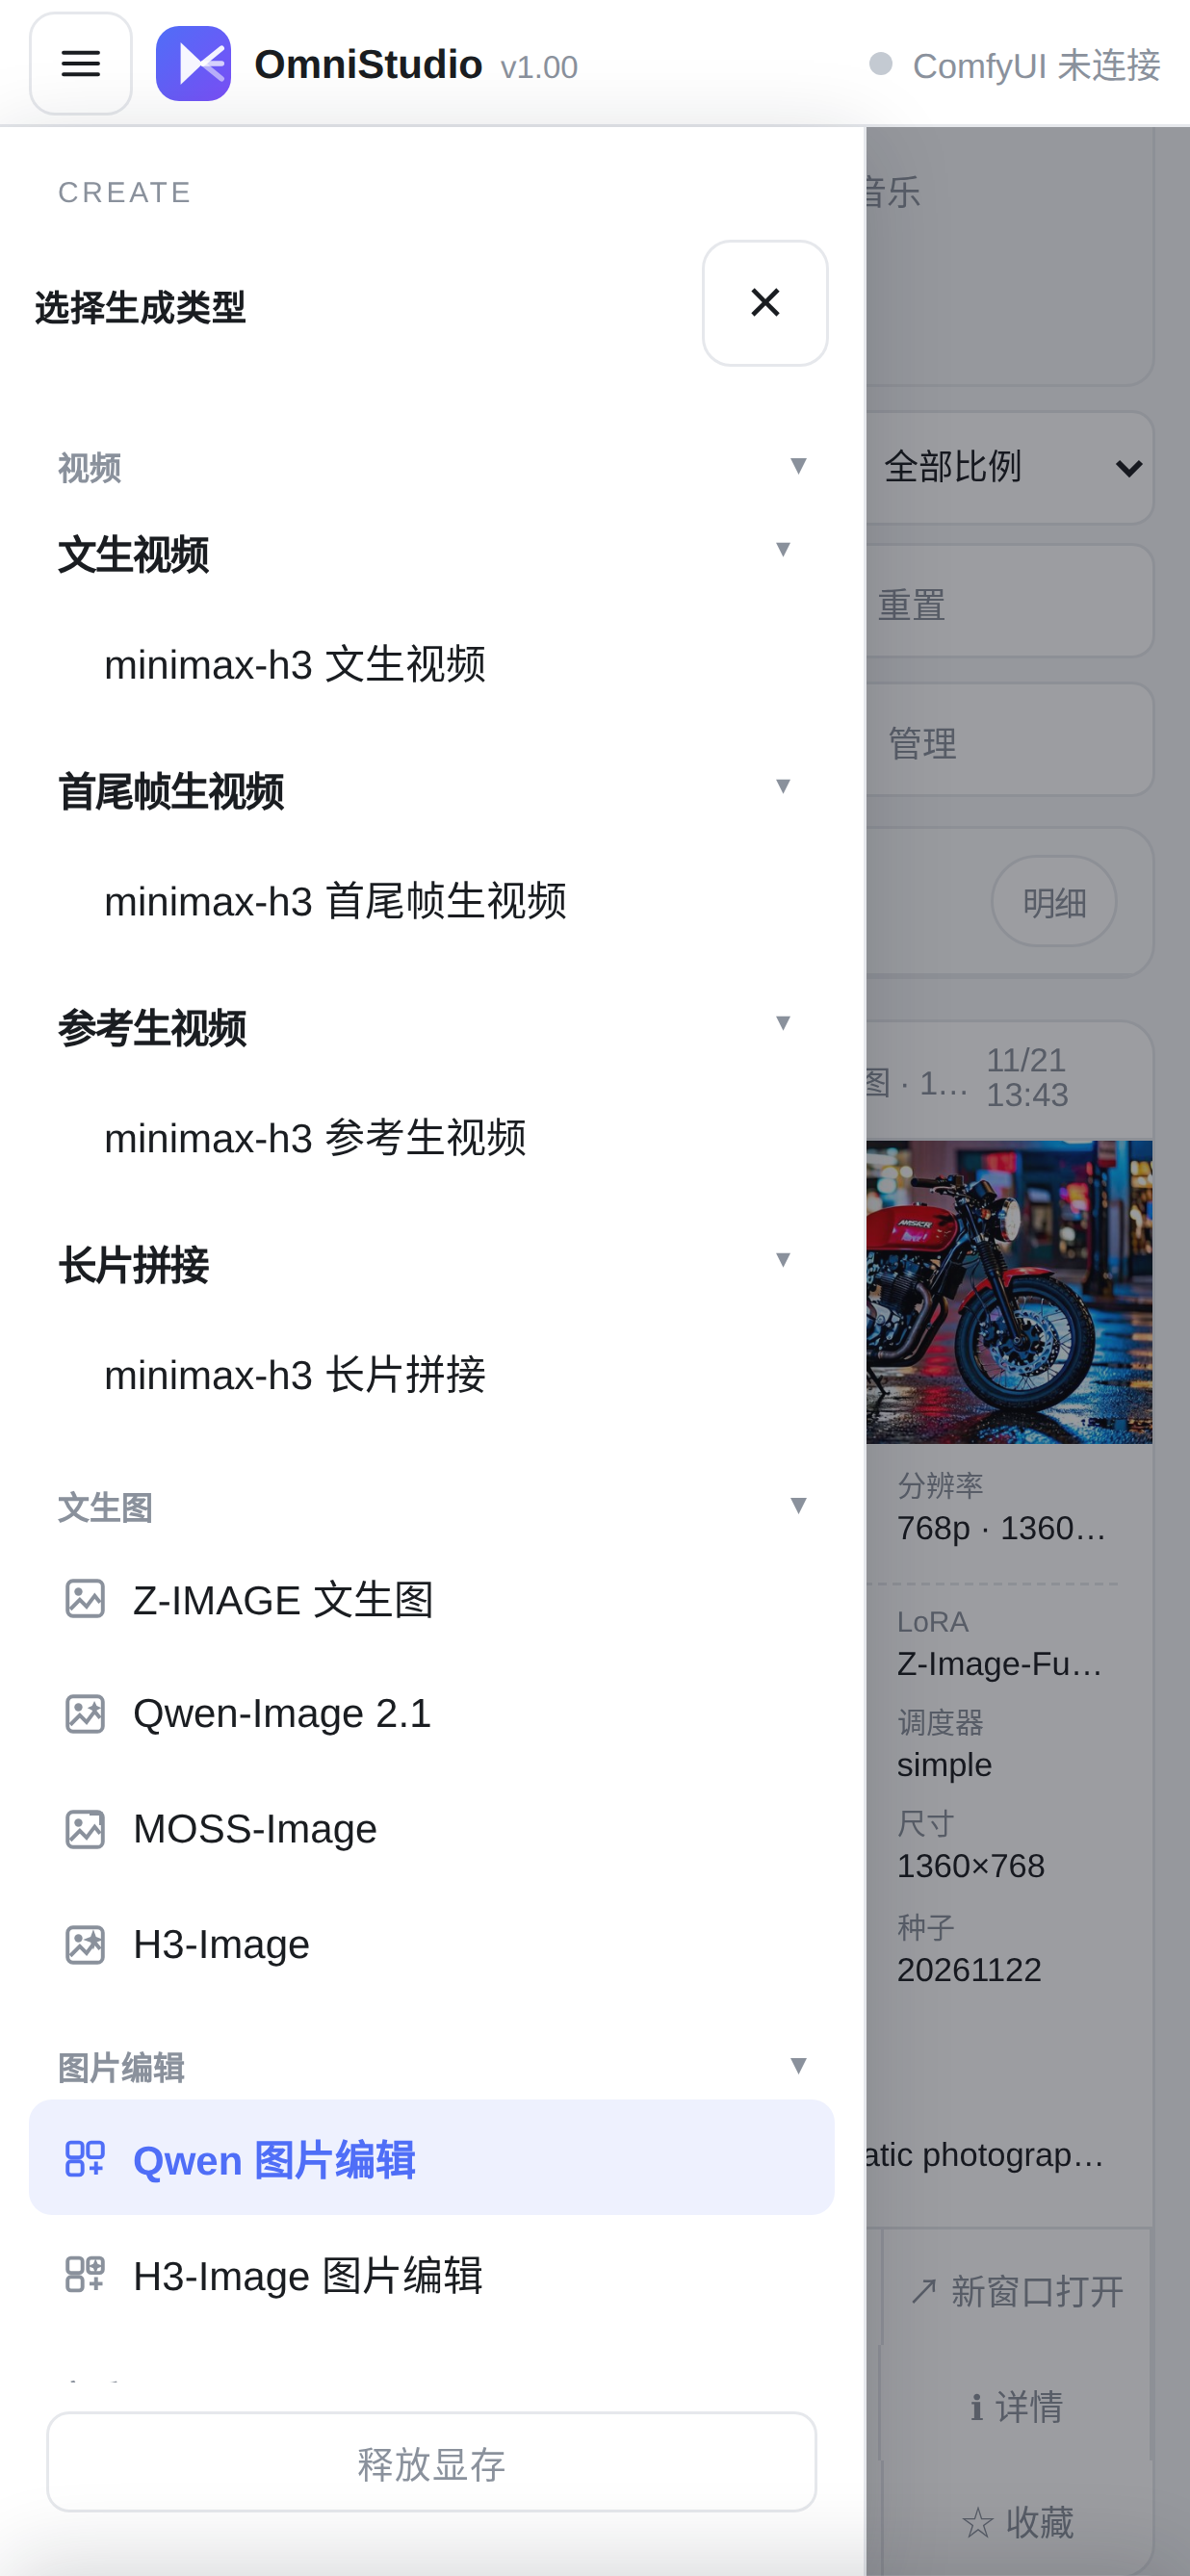 OmniStudio v1.00
ComfyUI 未连接
CREATE
选择生成类型
视频
文生视频
minimax-h3 文生视频
首尾帧生视频
minimax-h3 首尾帧生视频
参考生视频
minimax-h3 参考生视频
长片拼接
minimax-h3 长片拼接
文生图
Z-IMAGE 文生图
Qwen-Image 2.1
MOSS-Image
H3-Image
图片编辑
Qwen 图片编辑
H3-Image 图片编辑
释放显存
音乐
全部比例
重置
管理
明细
图 · 1…
11/21
13:43
分辨率
768p · 1360…
LoRA
Z-Image-Fu…
调度器
simple
尺寸
1360×768
种子
20261122
atic photograp…
↗ 新窗口打开
ℹ 详情
☆ 收藏